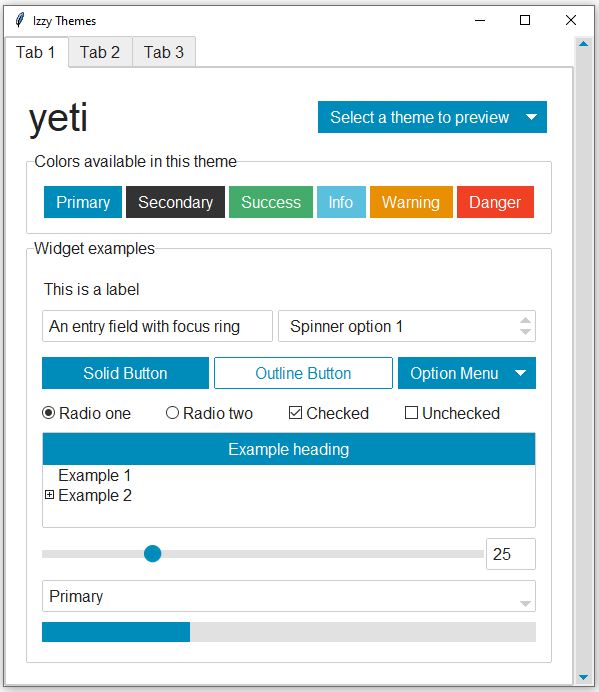 Izzy Themes
Tab 1 Tab 2 Tab 3
yeti
Select a theme to preview
Colors available in this theme
Primary Secondary Success Info Warning Danger
Widget examples
This is a label
An entry field with focus ring Spinner option 1
Solid Button Outline Button Option Menu
Radio one Radio two Checked Unchecked
Example heading
Example 1
Example 2
25
Primary